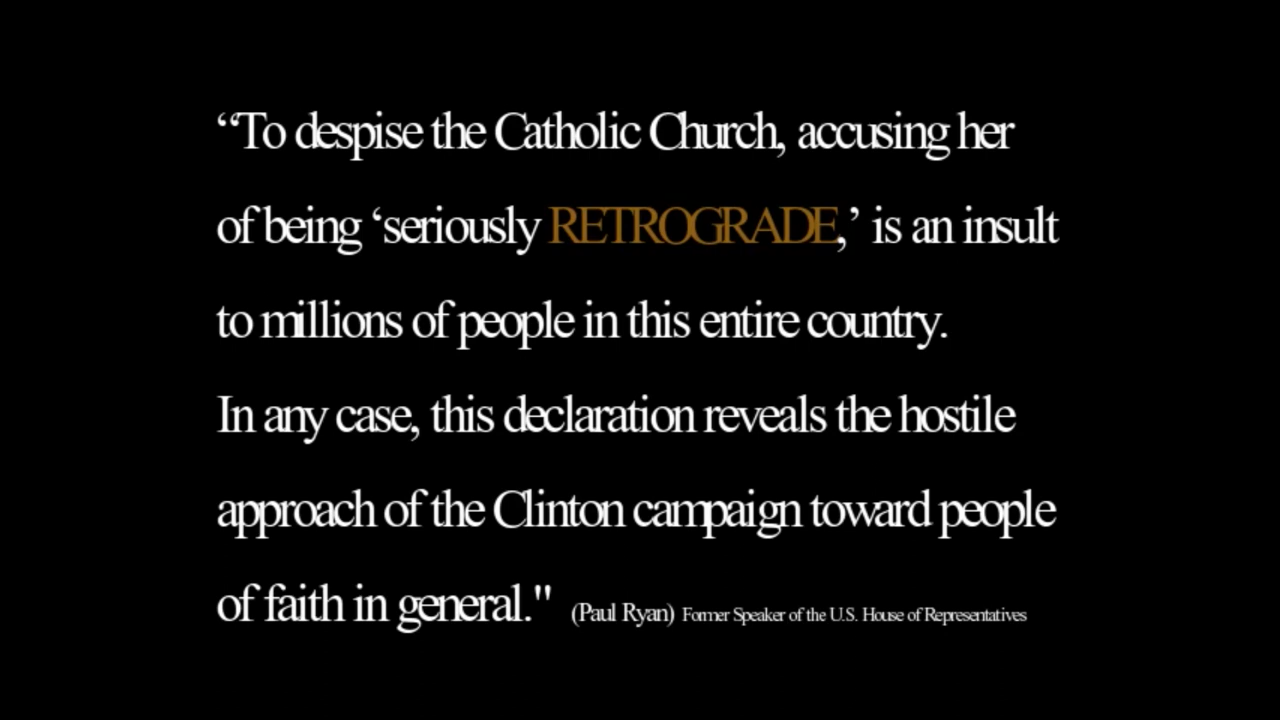 “To despise the Catholic Church, accusing her
of being ‘seriously RETROGRADE,’ is an insult
to millions of people in this entire country.
In any case, this declaration reveals the hostile
approach of the Clinton campaign toward people
of faith in general." (Paul Ryan) Former Speaker of the U.S. House of Representatives